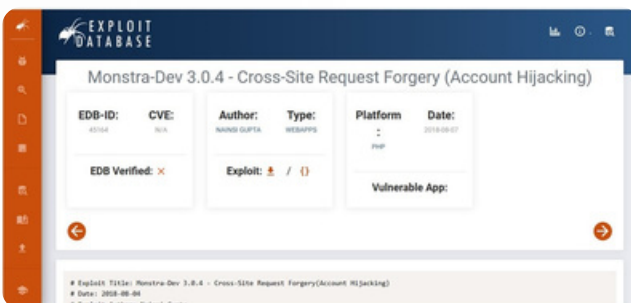 EXPLOIT
DATABASE
Monstra-Dev 3.0.4 - Cross-Site Request Forgery (Account Hijacking)
EDB-ID:
45164
CVE:
N/A
EDB Verified: ×
Author:
NAINSI GUPTA
Type:
WEBAPPS
Exploit: / {}
Platform
:
PHP
Date:
2018-08-07
Vulnerable App:
# Exploit Title: Monstra-Dev 3.0.4 - Cross-Site Request Forgery(Account Hijacking)
# Date: 2018-08-04